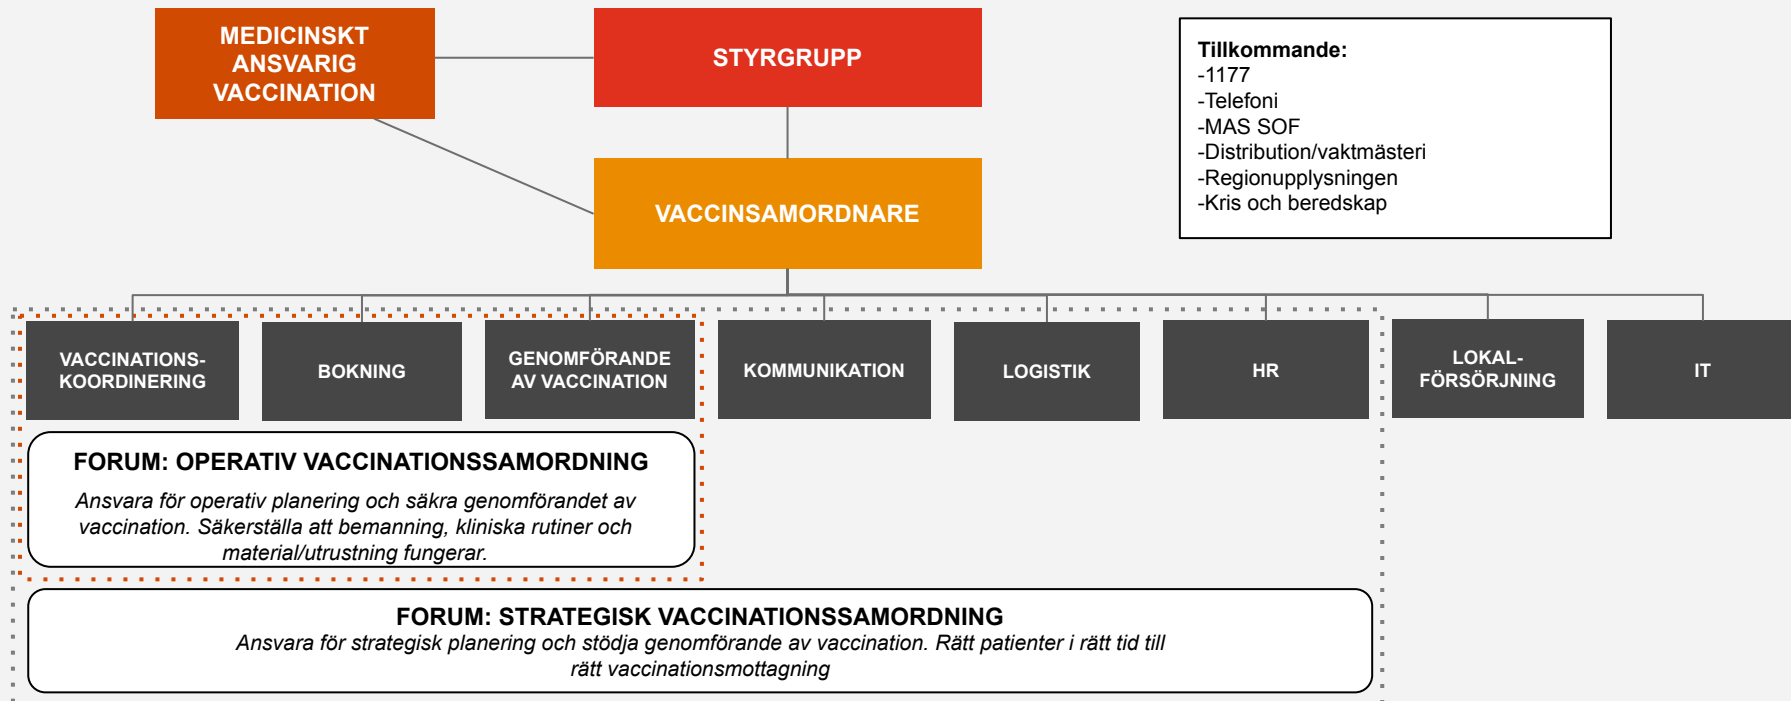 MEDICINSKT
ANSVARIG
VACCINATION
STYRGRUPP
Tillkommande:
-1177
-Telefoni
-MAS SOF
-Distribution/vaktmästeri
-Regionupplysningen
-Kris och beredskap
VACCINSAMORDNARE
VACCINATIONS-
KOORDINERING
BOKNING
GENOMFÖRANDE
AV VACCINATION
KOMMUNIKATION
LOGISTIK
HR
LOKAL-
FÖRSÖRJNING
IT
FORUM: OPERATIV VACCINATIONSSAMORDNING
Ansvara för operativ planering och säkra genomförandet av
vaccination. Säkerställa att bemanning, kliniska rutiner och
material/utrustning fungerar.
FORUM: STRATEGISK VACCINATIONSSAMORDNING
Ansvara för strategisk planering och stödja genomförande av vaccination. Rätt patienter i rätt tid till
rätt vaccinationsmottagning